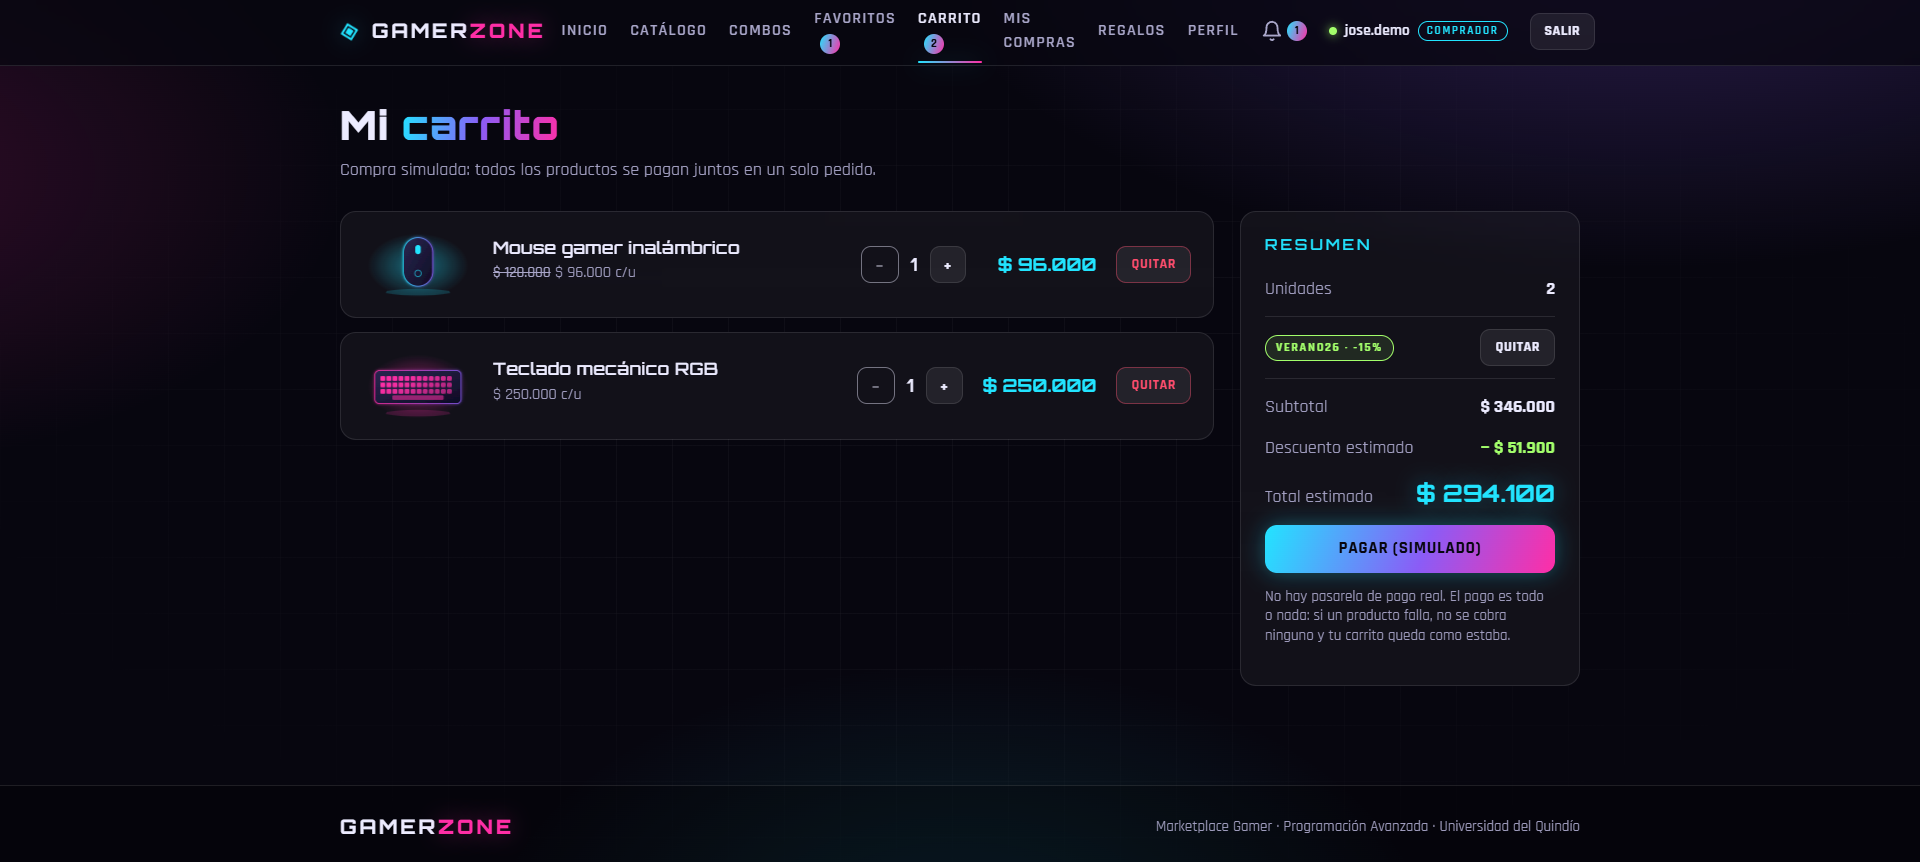 GAMERZONE INICIO CATÁLOGO COMBOS FAVORITOS 1 CARRITO 2 MIS COMPRAS REGALOS PERFIL 1 jose.demo COMPRADOR SALIR
Mi carrito
Compra simulada: todos los productos se pagan juntos en un solo pedido.
Mouse gamer inalámbrico
$ 120.000 $ 96.000 c/u
− 1 + $ 96.000 QUITAR
Teclado mecánico RGB
$ 250.000 c/u
− 1 + $ 250.000 QUITAR
RESUMEN
Unidades 2
VERANO26 · -15% QUITAR
Subtotal $ 346.000
Descuento estimado − $ 51.900
Total estimado $ 294.100
PAGAR (SIMULADO)
No hay pasarela de pago real. El pago es todo
o nada: si un producto falla, no se cobra
ninguno y tu carrito queda como estaba.
GAMERZONE
Marketplace Gamer · Programación Avanzada · Universidad del Quindío